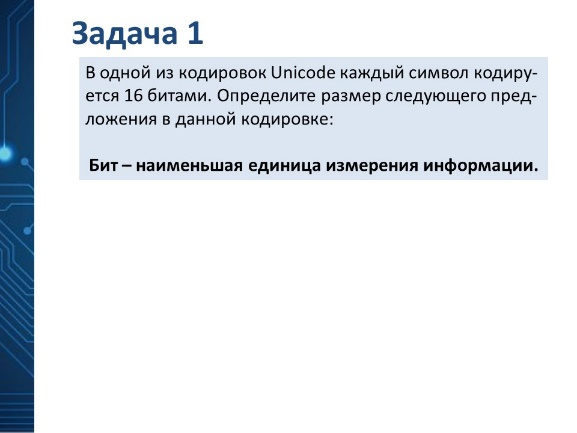 Задача 1
В одной из кодировок Unicode каждый символ кодиру-
ется 16 битами. Определите размер следующего пред-
ложения в данной кодировке:
Бит – наименьшая единица измерения информации.